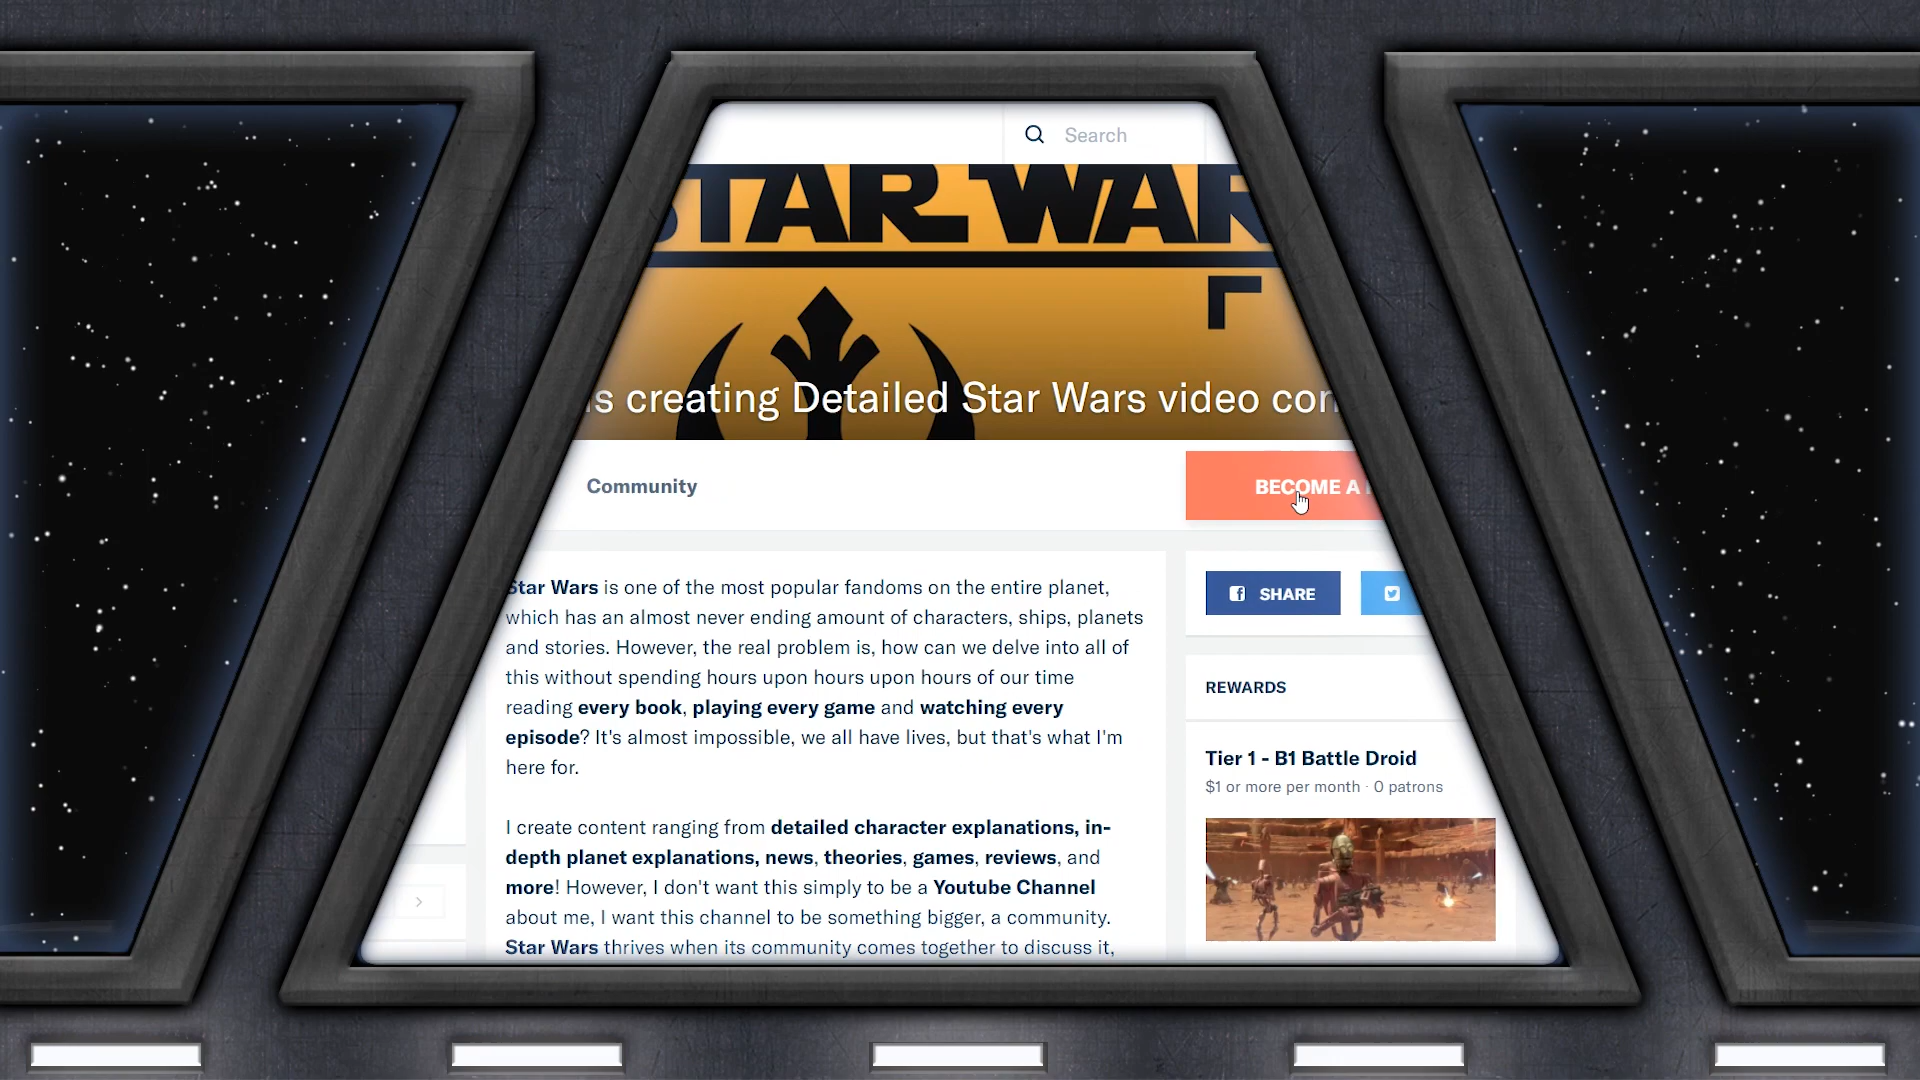 Search
STAR WAR
is creating Detailed Star Wars video con
Community
BECOME A
SHARE
Star Wars is one of the most popular fandoms on the entire planet,
which has an almost never ending amount of characters, ships, planets
and stories. However, the real problem is, how can we delve into all of
this without spending hours upon hours upon hours of our time
reading every book, playing every game and watching every
episode? It's almost impossible, we all have lives, but that's what I'm
here for.
I create content ranging from detailed character explanations, in-
depth planet explanations, news, theories, games, reviews, and
more! However, I don't want this simply to be a Youtube Channel
about me, I want this channel to be something bigger, a community.
Star Wars thrives when its community comes together to discuss it,
REWARDS
Tier 1 - B1 Battle Droid
$1 or more per month · 0 patrons